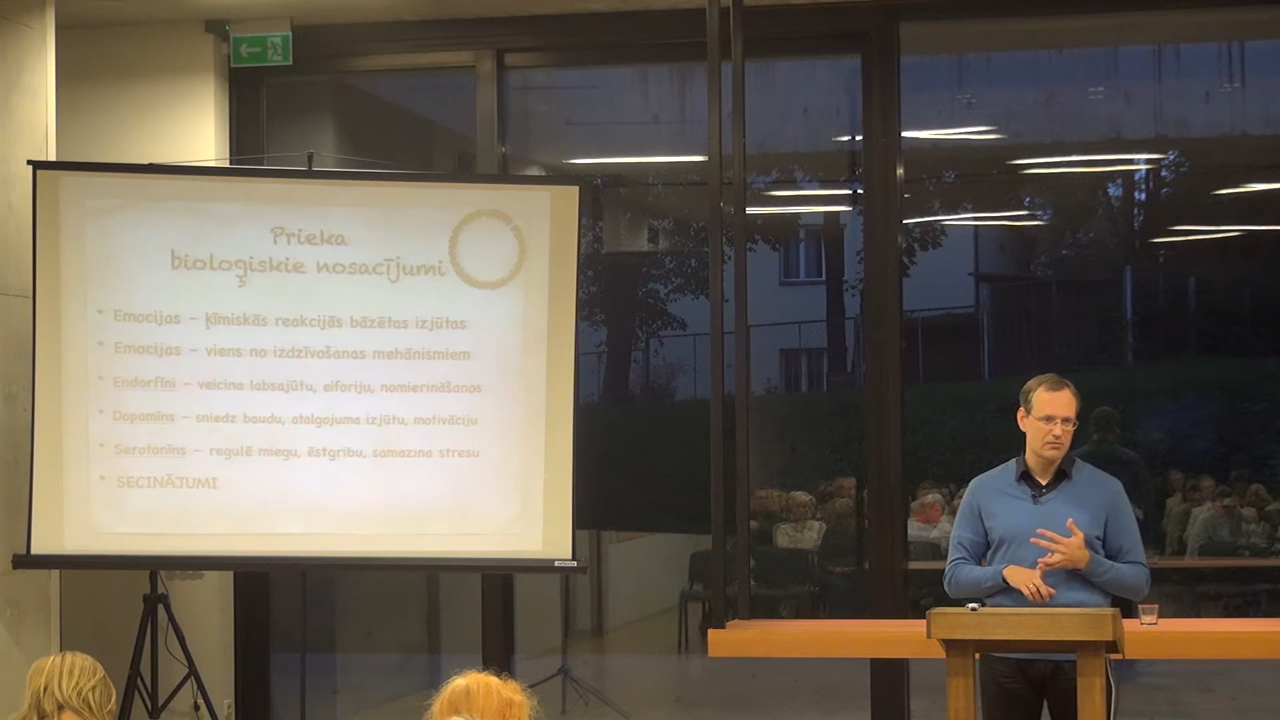 Prieka
bioloģiskie nosacījumi
* Emocijas – ķīmiskās reakcijās bāzētas izjūtas
* Emocijas – viens no izdzīvošanas mehānismiem
* Endorfīni – veicina labsajūtu, eiforiju, nomierināšanos
* Dopamīns – sniedz baudu, atalgojuma izjūtu, motivāciju
* Serotonīns – regulē miegu, ēstgribu, samazina stresu
* SECINĀJUMI